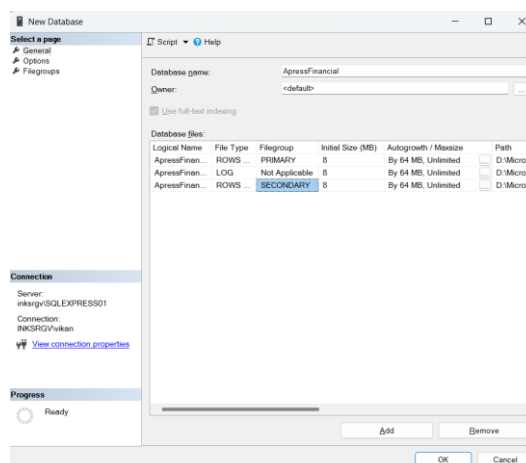 New Database
Select a page
General
Options
Filegroups
Script
Help
Database name:
ApressFinancial
Owner:
<default>
...
Use full-text indexing
Database files:
Logical Name File Type Filegroup Initial Size (MB) Autogrowth / Maxsize Path
ApressFinan... ROWS ... PRIMARY 8 By 64 MB, Unlimited ... D:\Micro
ApressFinan... LOG Not Applicable 8 By 64 MB, Unlimited ... D:\Micro
ApressFinan... ROWS ... SECONDARY 8 By 64 MB, Unlimited ... D:\Micro
Connection
Server:
inksrgv\SQLEXPRESS01
Connection:
INKSRGV\vikan
View connection properties
Progress
Ready
Add
Remove
OK
Cancel